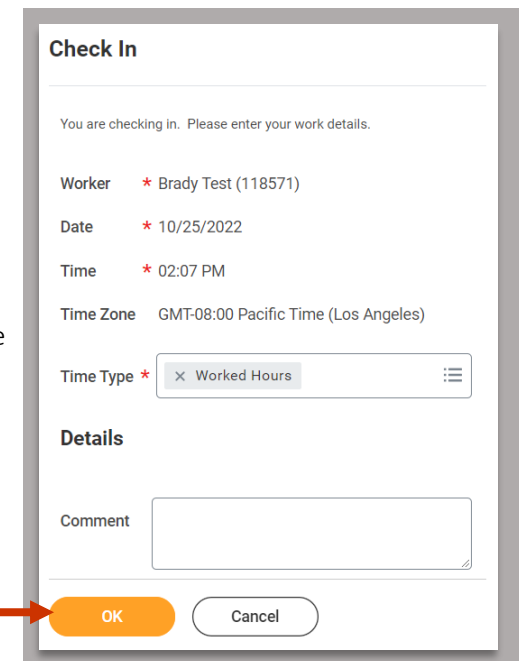 Check In
You are checking in. Please enter your work details.
Worker * Brady Test (118571)
Date * 10/25/2022
Time * 02:07 PM
Time Zone GMT-08:00 Pacific Time (Los Angeles)
e
Time Type * × Worked Hours
Details
Comment
OK Cancel